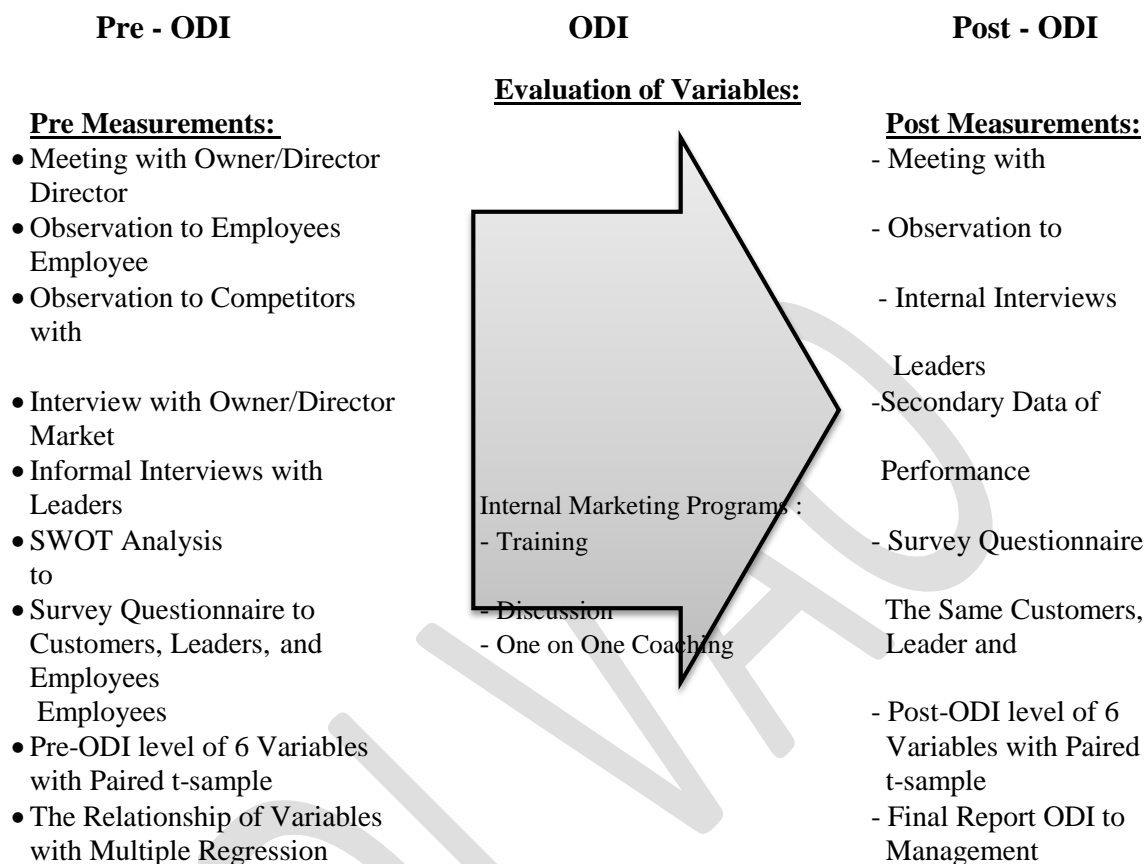 Pre - ODI
ODI
Post - ODI
Evaluation of Variables:
Pre Measurements:
• Meeting with Owner/Director
Director
• Observation to Employees
Employee
• Observation to Competitors
with
• Interview with Owner/Director
Market
• Informal Interviews with
Leaders
• SWOT Analysis
to
• Survey Questionnaire to
Customers, Leaders, and
Employees
Employees
• Pre-ODI level of 6 Variables
with Paired t-sample
• The Relationship of Variables
with Multiple Regression
Internal Marketing Programs :
- Training
- Discussion
- One on One Coaching
Post Measurements:
- Meeting with
- Observation to
- Internal Interviews
Leaders
-Secondary Data of
Performance
- Survey Questionnaire
The Same Customers,
Leader and
- Post-ODI level of 6
Variables with Paired
t-sample
- Final Report ODI to
Management